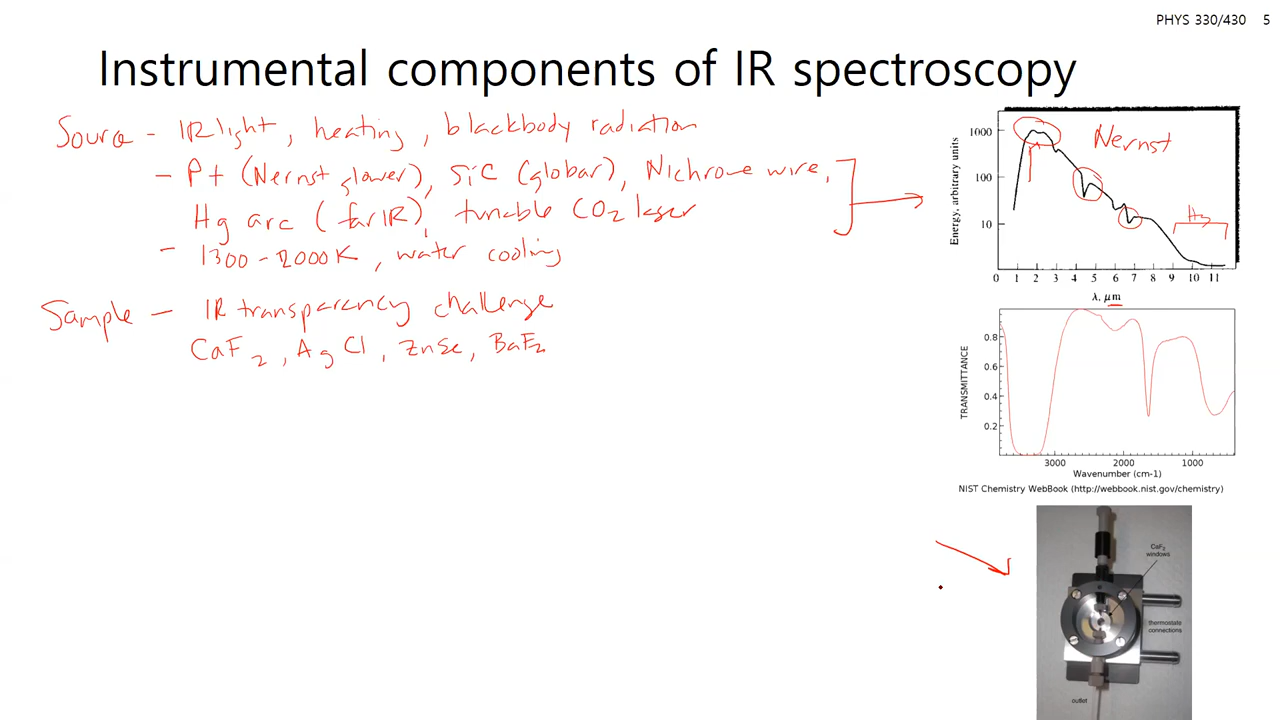 PHYS 330/430 5
Instrumental components of IR spectroscopy
Source - IR light, heating, blackbody radiation
- Pt (Nernst glower), SiC (globar), Nichrome wire,
Hg arc (far IR), tunable CO2 laser
- 1300-2000K, water cooling
Sample - IR transparency challenge
CaF2, AgCl, ZnSe, BaF2
Energy, arbitrary units
1000
100
10
Nernst
Hg
0 1 2 3 4 5 6 7 8 9 10 11
λ, μm
TRANSMITTANCE
0.8
0.6
0.4
0.2
3000 2000 1000
Wavenumber (cm-1)
NIST Chemistry WebBook (http://webbook.nist.gov/chemistry)
CaF2
windows
thermostate
connections
outlet